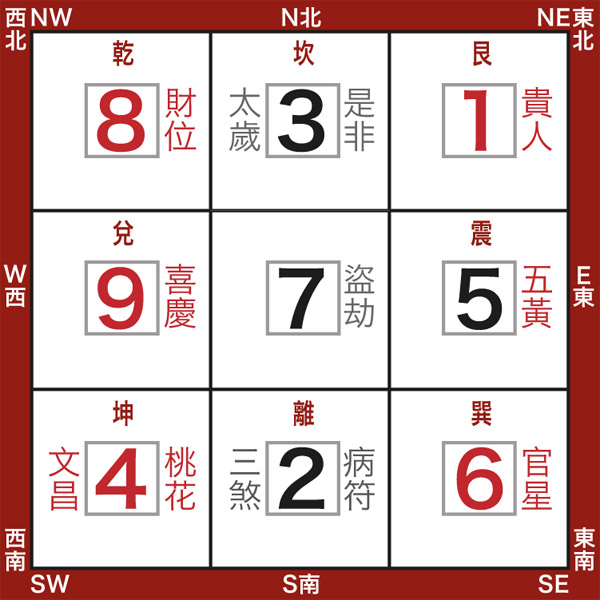 西北 NW N北 NE 東北
乾 坎 艮
8 財位 太歲 3 是非 1 貴人
兌 震
W西 9 喜慶 7 盜劫 5 五黃 E東
坤 離 巽
文昌 4 桃花 三煞 2 病符 6 官星
西南 東南
SW S南 SE